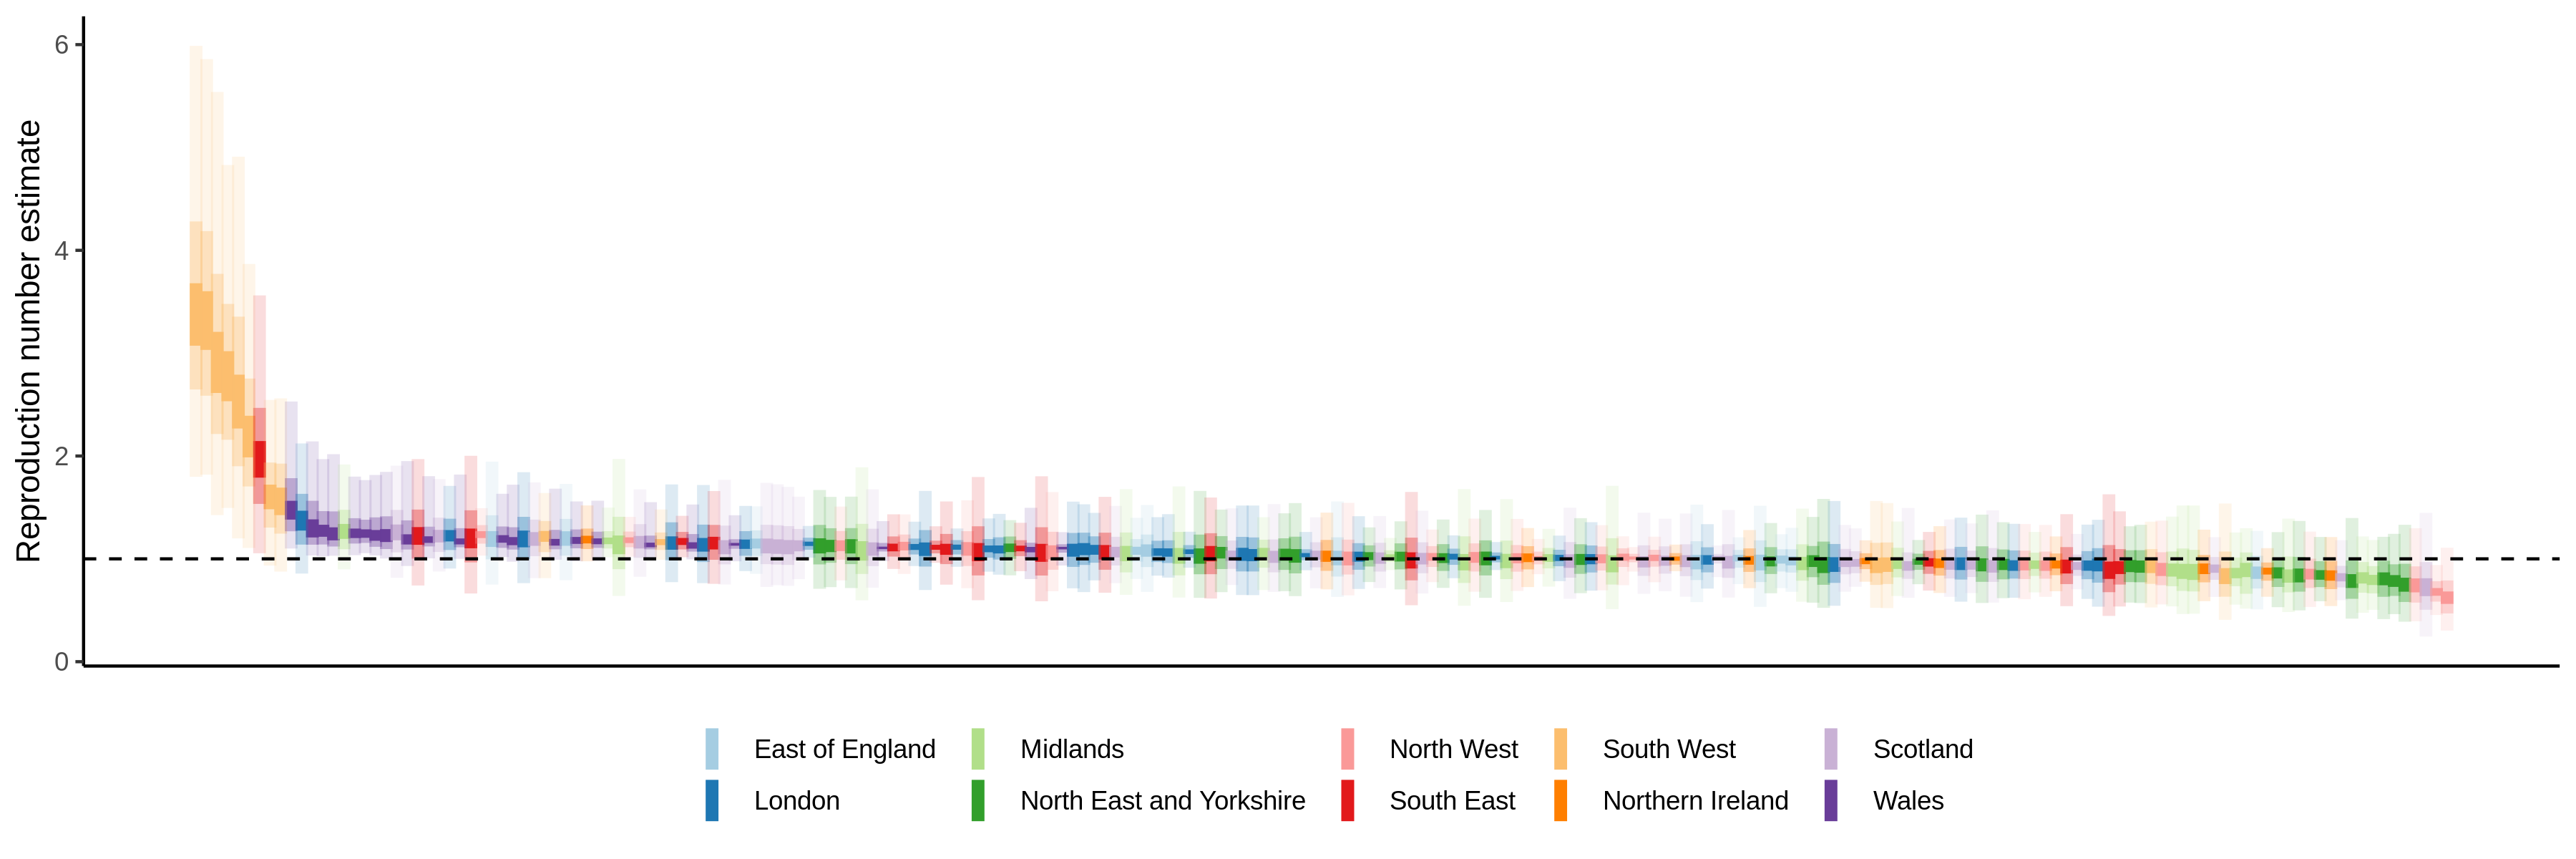 Reproduction number estimate
6
4
2
0
East of England
Midlands
North West
South West
Scotland
London
North East and Yorkshire
South East
Northern Ireland
Wales